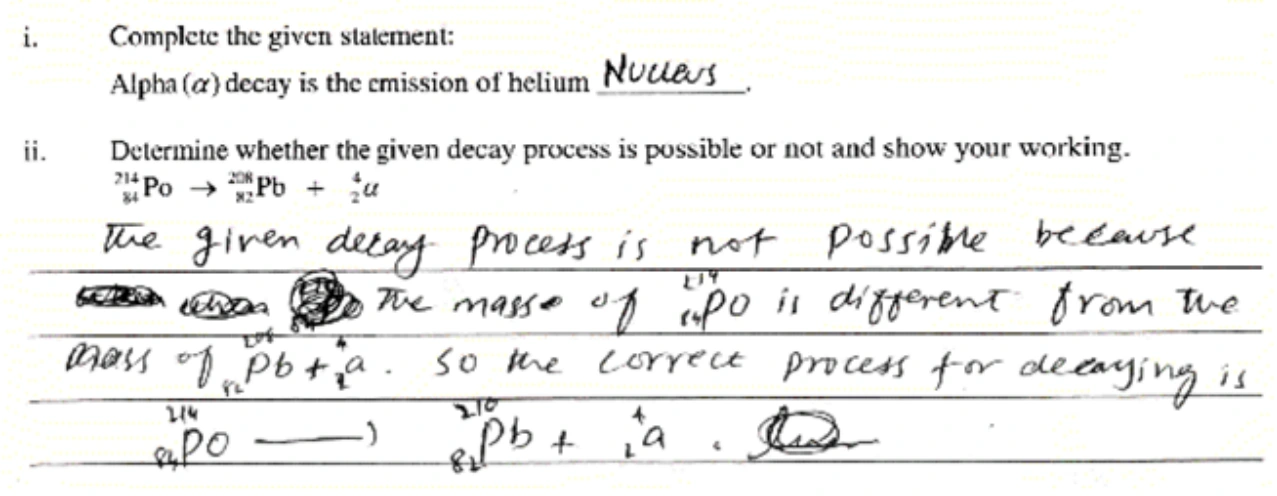 i. Complete the given statement:
Alpha (α) decay is the emission of helium Nucleus.
ii. Determine whether the given decay process is possible or not and show your working.
²¹⁴₈₄Po → ²⁰⁸₈₂Pb + ⁴₂α
The given decay process is not possible because
The masse of ²¹⁴₈₄Po is different from the
mass of ²⁰⁸₈₂Pb + ⁴₂a. so the correct process for decaying is
²¹⁴₈₄Po → ²¹⁰₈₂Pb + ⁴₂a.